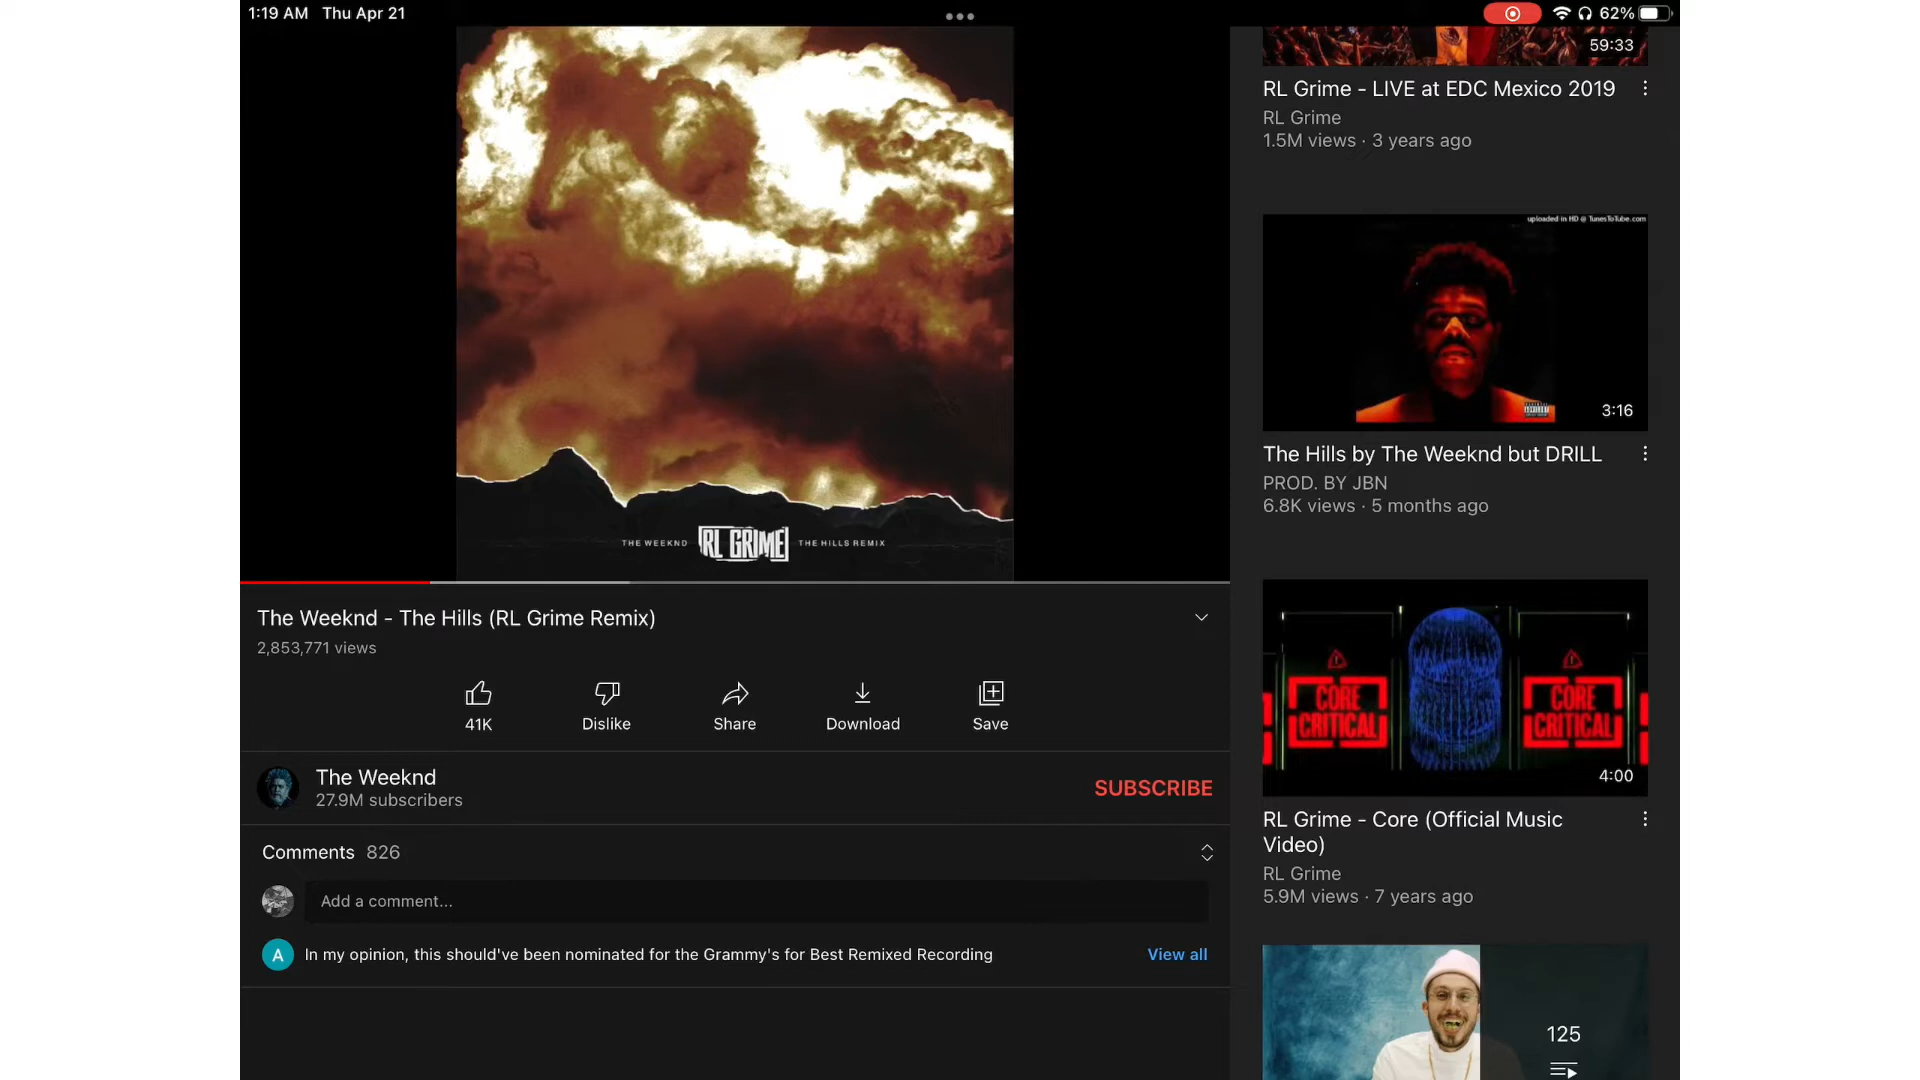 1:19 AM Thu Apr 21
62%
THE WEEKND RL GRIME THE HILLS REMIX
The Weeknd - The Hills (RL Grime Remix)
2,853,771 views
41K
Dislike
Share
Download
Save
The Weeknd
27.9M subscribers
SUBSCRIBE
Comments 826
Add a comment...
A
In my opinion, this should've been nominated for the Grammy's for Best Remixed Recording
View all
59:33
RL Grime - LIVE at EDC Mexico 2019
RL Grime
1.5M views · 3 years ago
uploaded in HD @ TunesToTube.com
3:16
The Hills by The Weeknd but DRILL
PROD. BY JBN
6.8K views · 5 months ago
CORE
CRITICAL
CORE
CRITICAL
4:00
RL Grime - Core (Official Music
Video)
RL Grime
5.9M views · 7 years ago
125